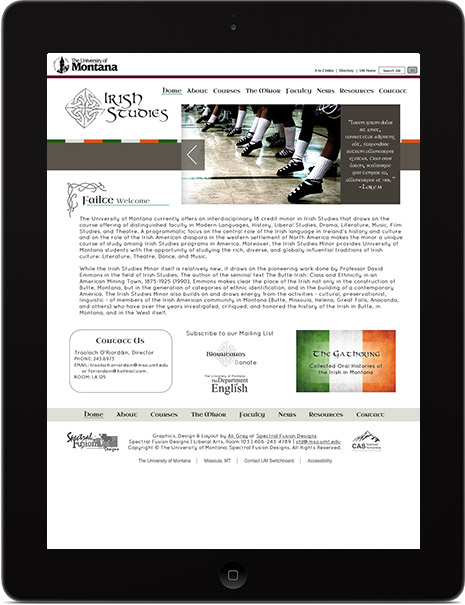 The University of
Montana
A to Z Index | Directory | UM Home
Search UM
GO
Irish
Studies
Home About Courses The Minor Faculty News Resources Contact
"Lorem ipsum dolor
sit amet,
consectetur adipiscing
elit.
- Lorem
Failte Welcome
The University of Montana currently offers an interdisciplinary 18 credit minor in Irish Studies that draws on the
course offering of distinguished faculty in Modern Languages, History, Liberal Studies, Drama, Literature, Music, Film
Studies, and Theatre. A programmatic focus on the central role of the Irish language in Ireland's history and culture
and on the role of the Irish American diaspora in the western settlement of North America makes the minor a unique
course of study among Irish Studies programs in America. Moreover, the Irish Studies Minor provides University of
Montana students with the opportunity of studying the rich, diverse, and globally influential traditions of Irish
culture: Literature, Theatre, Dance, and Music.
While the Irish Studies Minor itself is relatively new, it draws on the pioneering work done by Professor David
Emmons in the field of Irish Studies. The author of the seminal text The Butte Irish: Class and Ethnicity in an
American Mining Town, 1875-1925 (1990), Emmons makes clear the place of the Irish not only in the construction of
Butte, Montana, but in the generation of categories of ethnic identification, and in the building of a contemporary
America. The Irish Studies Minor also builds on and draws energy from the activities - cultural, preservationist,
linguistic - of members of the Irish American community in Montana (Butte, Missoula, Helena, Great Falls, Anaconda,
and others) who have over the years investigated, critiqued, and honored the history of the Irish in Butte, in
Montana, and in the West itself.
Contact Us
Traolach O'Riordain, Director
PHONE: 243.6973
EMAIL: traolach.oriordain@mso.umt.edu
or toriordain@hotmail.com
ROOM: LA 125
Subscribe to our Mailing List
Donate
The University of Montana
The Department
of English
The Gathering
Collected Oral Histories of
the Irish in Montana
Home About Courses The Minor Faculty News Resources Contact
Spectral
Fusion
Designs
Graphics, Design & Layout by Ali Gray at Spectral Fusion Designs
Spectral Fusion Designs | Liberal Arts, Room 103 | 406-243-4789 | sfd@mso.umt.edu
Copyright © The University of Montana; Spectral Fusion Designs. All Rights Reserved.
CAS
The University of Montana | Missoula, MT | Contact UM Switchboard | Accessibility